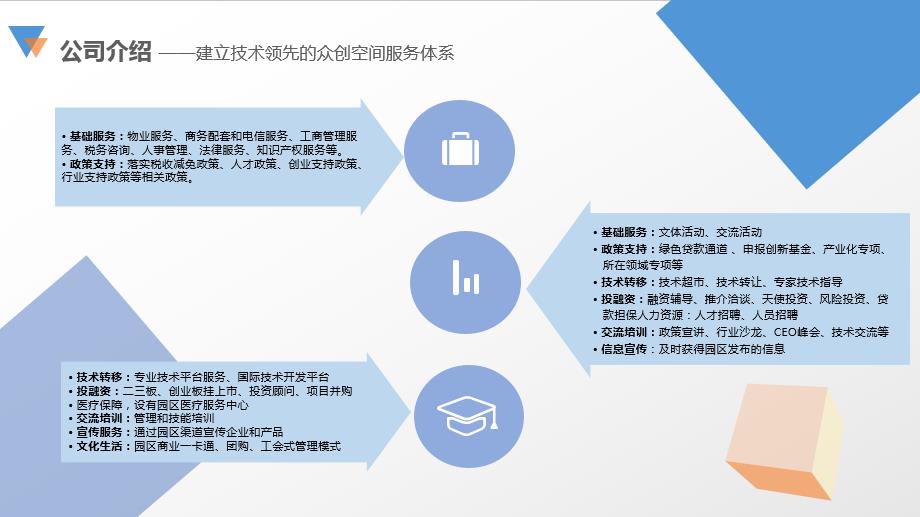 公司介绍 ——建立技术领先的众创空间服务体系
• 基础服务：物业服务、商务配套和电信服务、工商管理服
务、税务咨询、人事管理、法律服务、知识产权服务等。
• 政策支持：落实税收减免政策、人才政策、创业支持政策、
行业支持政策等相关政策。
• 基础服务：文体活动、交流活动
• 政策支持：绿色贷款通道 、申报创新基金、产业化专项、
所在领域专项等
• 技术转移：技术超市、技术转让、专家技术指导
• 投融资：融资辅导、推介洽谈、天使投资、风险投资、贷
款担保人力资源：人才招聘、人员招聘
• 交流培训：政策宣讲、行业沙龙、CEO峰会、技术交流等
• 信息宣传：及时获得园区发布的信息
• 技术转移：专业技术平台服务、国际技术开发平台
• 投融资：二三板、创业板挂上市、投资顾问、项目并购
• 医疗保障，设有园区医疗服务中心
• 交流培训：管理和技能培训
• 宣传服务：通过园区渠道宣传企业和产品
• 文化生活：园区商业一卡通、团购、工会式管理模式